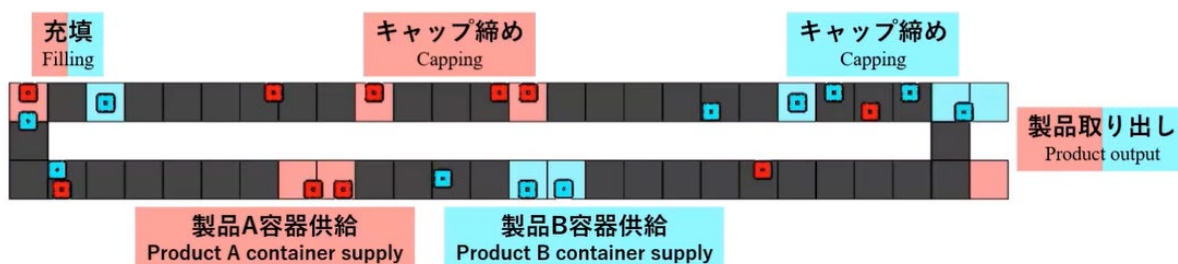 充填
Filling
キャップ締め
Capping
キャップ締め
Capping
製品取り出し
Product output
製品A容器供給
Product A container supply
製品B容器供給
Product B container supply